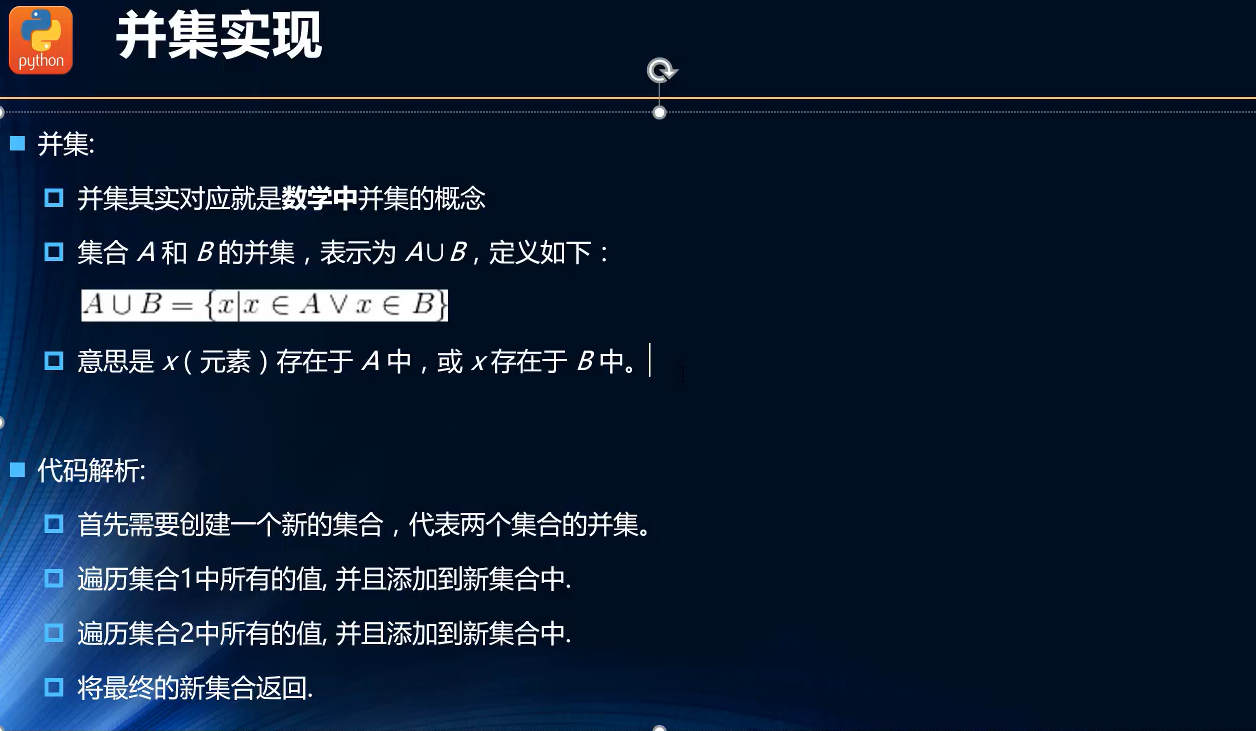 python
并集实现
并集:
并集其实对应就是数学中并集的概念
集合 A 和 B 的并集，表示为 A∪B，定义如下：
A ∪ B = {x|x ∈ A ∨ x ∈ B}
意思是 x（元素）存在于 A 中，或 x 存在于 B 中。
代码解析:
首先需要创建一个新的集合，代表两个集合的并集。
遍历集合1中所有的值, 并且添加到新集合中.
遍历集合2中所有的值, 并且添加到新集合中.
将最终的新集合返回.